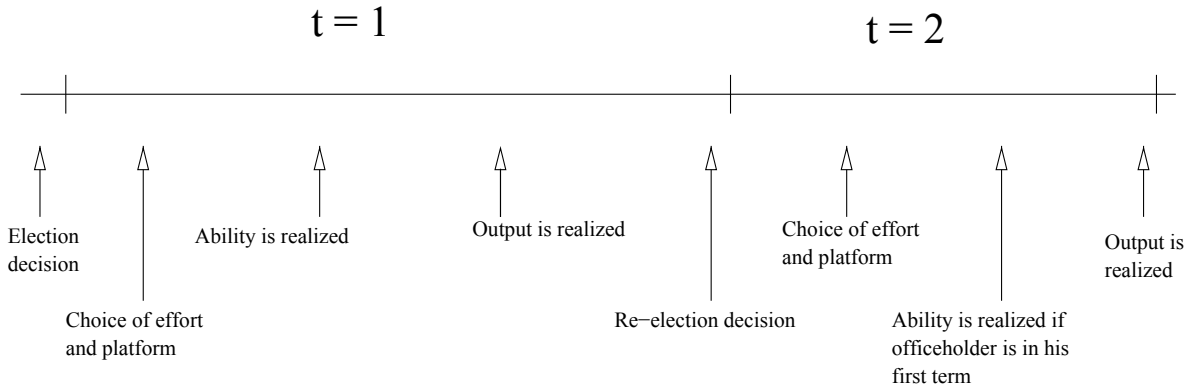 t = 1
t = 2
Election
decision
Choice of effort
and platform
Ability is realized
Output is realized
Re−election decision
Choice of effort
and platform
Ability is realized if
officeholder is in his
first term
Output is
realized